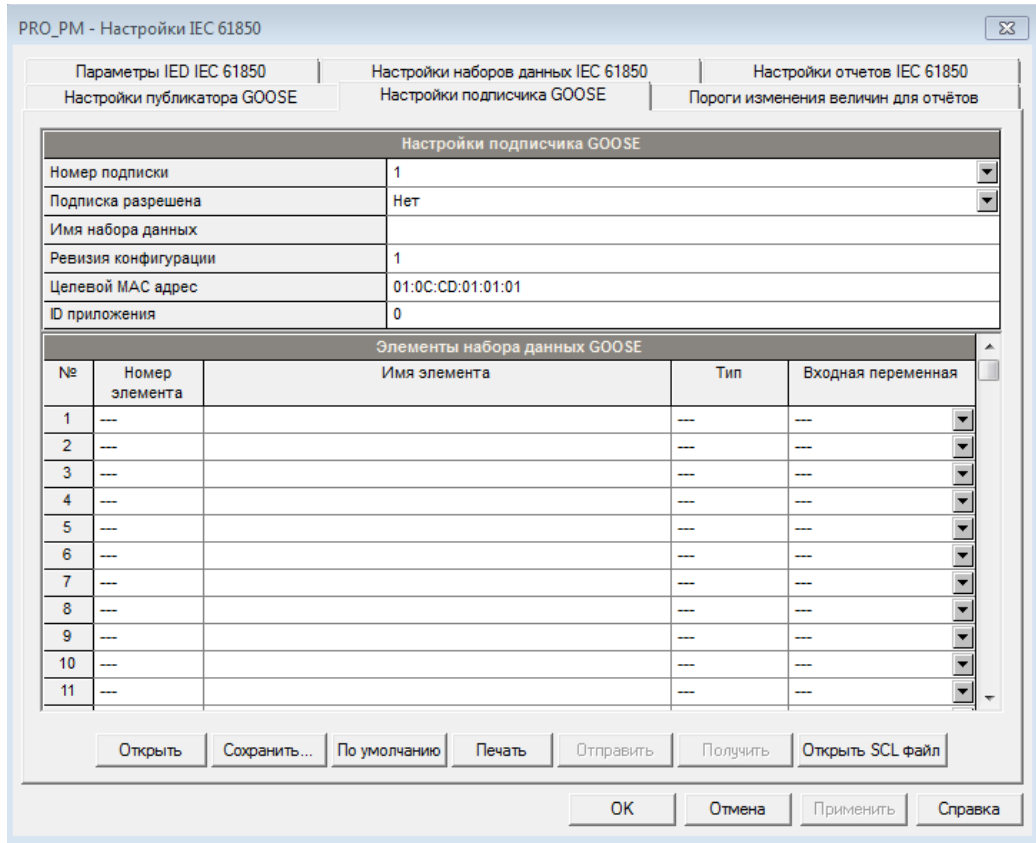 PRO_PM - Настройки IEC 61850
Параметры IED IEC 61850 Настройки наборов данных IEC 61850 Настройки отчетов IEC 61850
Настройки публикатора GOOSE Настройки подписчика GOOSE Пороги изменения величин для отчётов
Настройки подписчика GOOSE
Номер подписки 1
Подписка разрешена Нет
Имя набора данных
Ревизия конфигурации 1
Целевой MAC адрес 01:0C:CD:01:01:01
ID приложения 0
Элементы набора данных GOOSE
№ Номер элемента Имя элемента Тип Входная переменная
1 --- --- ---
2 --- --- ---
3 --- --- ---
4 --- --- ---
5 --- --- ---
6 --- --- ---
7 --- --- ---
8 --- --- ---
9 --- --- ---
10 --- --- ---
11 --- --- ---
Открыть Сохранить... По умолчанию Печать Отправить Получить Открыть SCL файл
OK Отмена Применить Справка